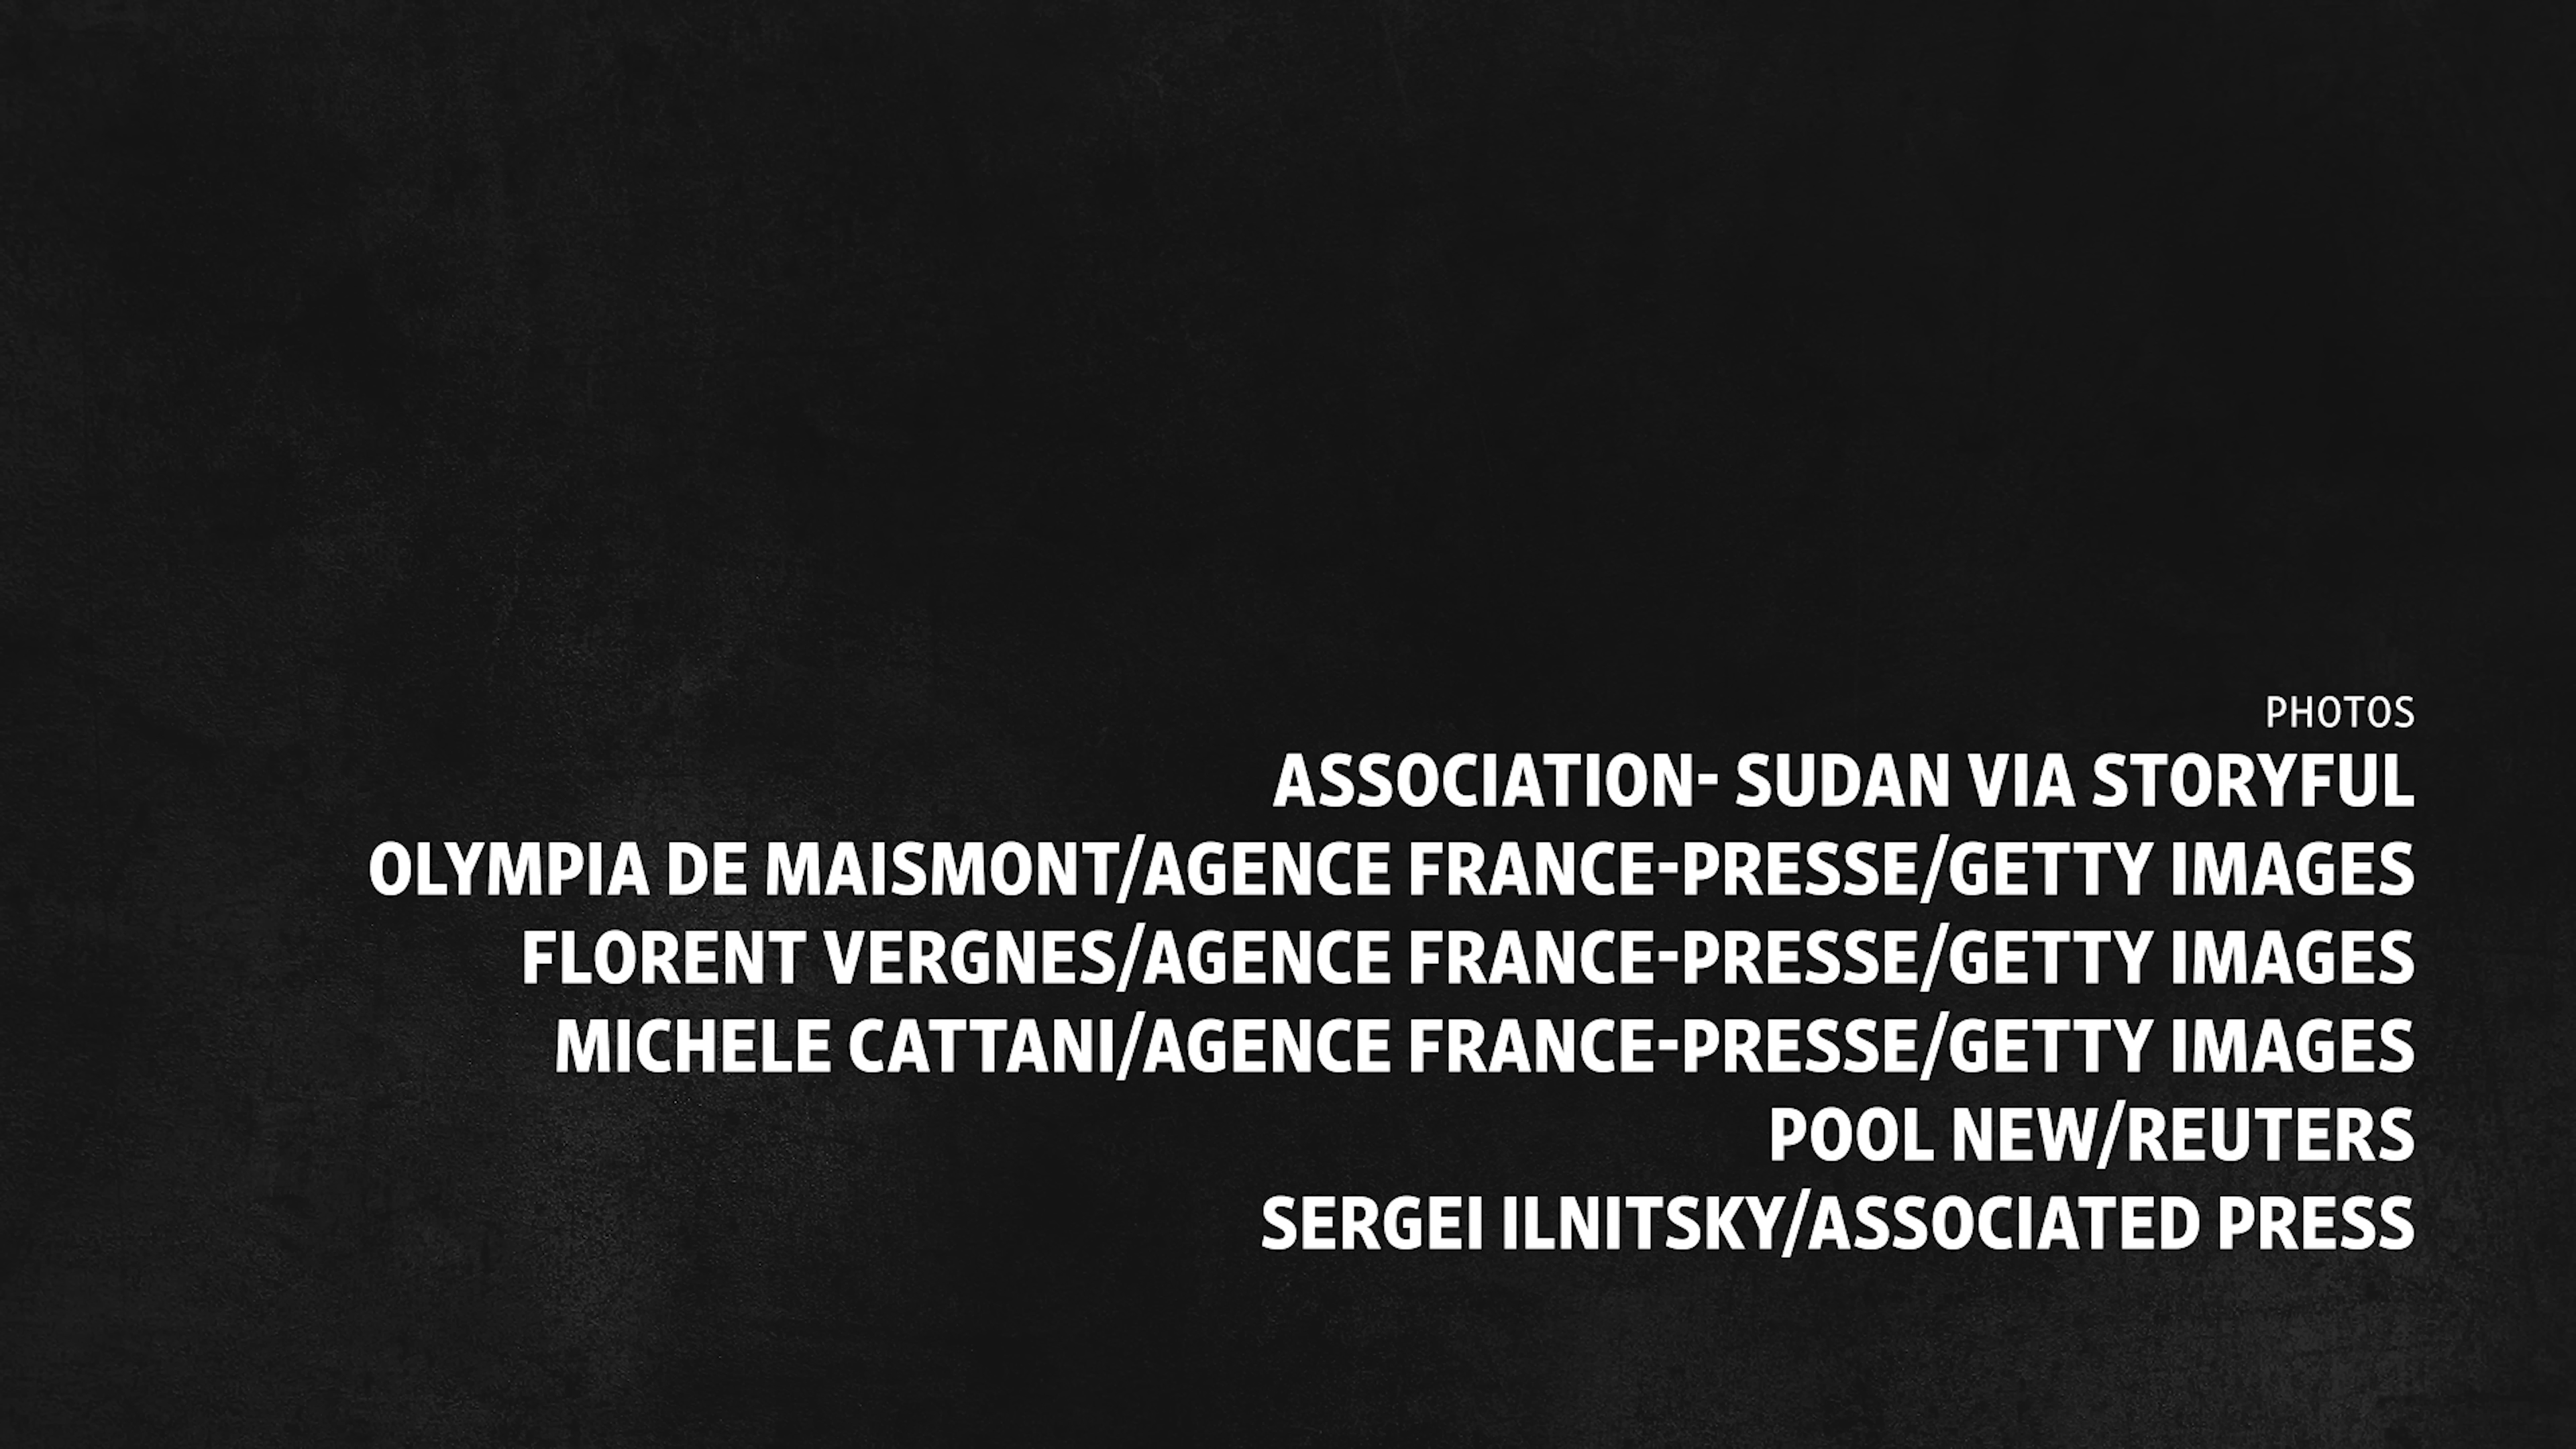 PHOTOS
ASSOCIATION- SUDAN VIA STORYFUL
OLYMPIA DE MAISMONT/AGENCE FRANCE-PRESSE/GETTY IMAGES
FLORENT VERGNES/AGENCE FRANCE-PRESSE/GETTY IMAGES
MICHELE CATTANI/AGENCE FRANCE-PRESSE/GETTY IMAGES
POOL NEW/REUTERS
SERGEI ILNITSKY/ASSOCIATED PRESS